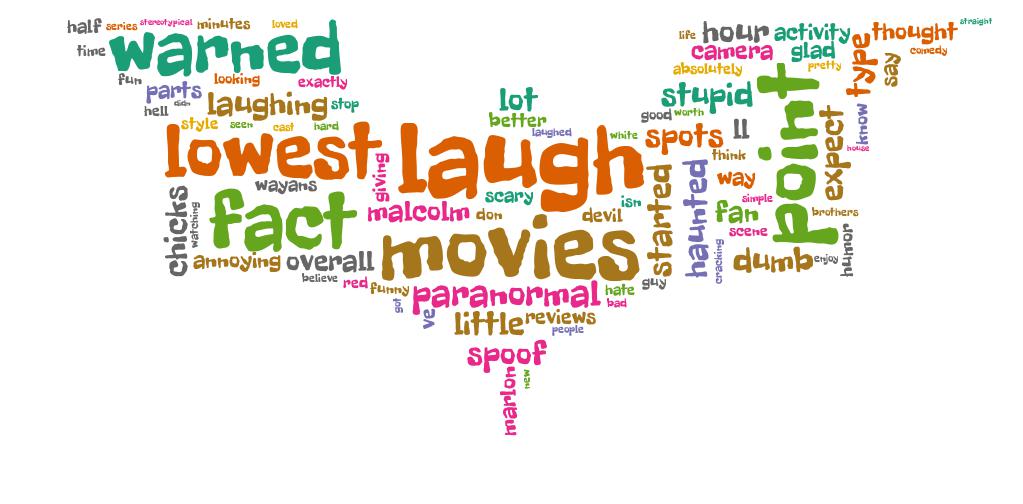 half series stereotypical minutes loved
time warned
fun parts looking exactly
hell didn laughing stop
style seen cast hard
lowest laugh
lot
better
laughed white
life hour activity thought straight
camera glad type comedy
absolutely pretty say
stupid point
good worth
spots ll expect know
think house
way
simple
fan brothers
scene
haunted
started
cracking
dumb enjoy humor
wayans giving
chicks watching fact malcolm don scary devil isn
movies
annoying overall
believe red funny
paranormal hate guy
bad
got ve little reviews
people
spoof
marlon new